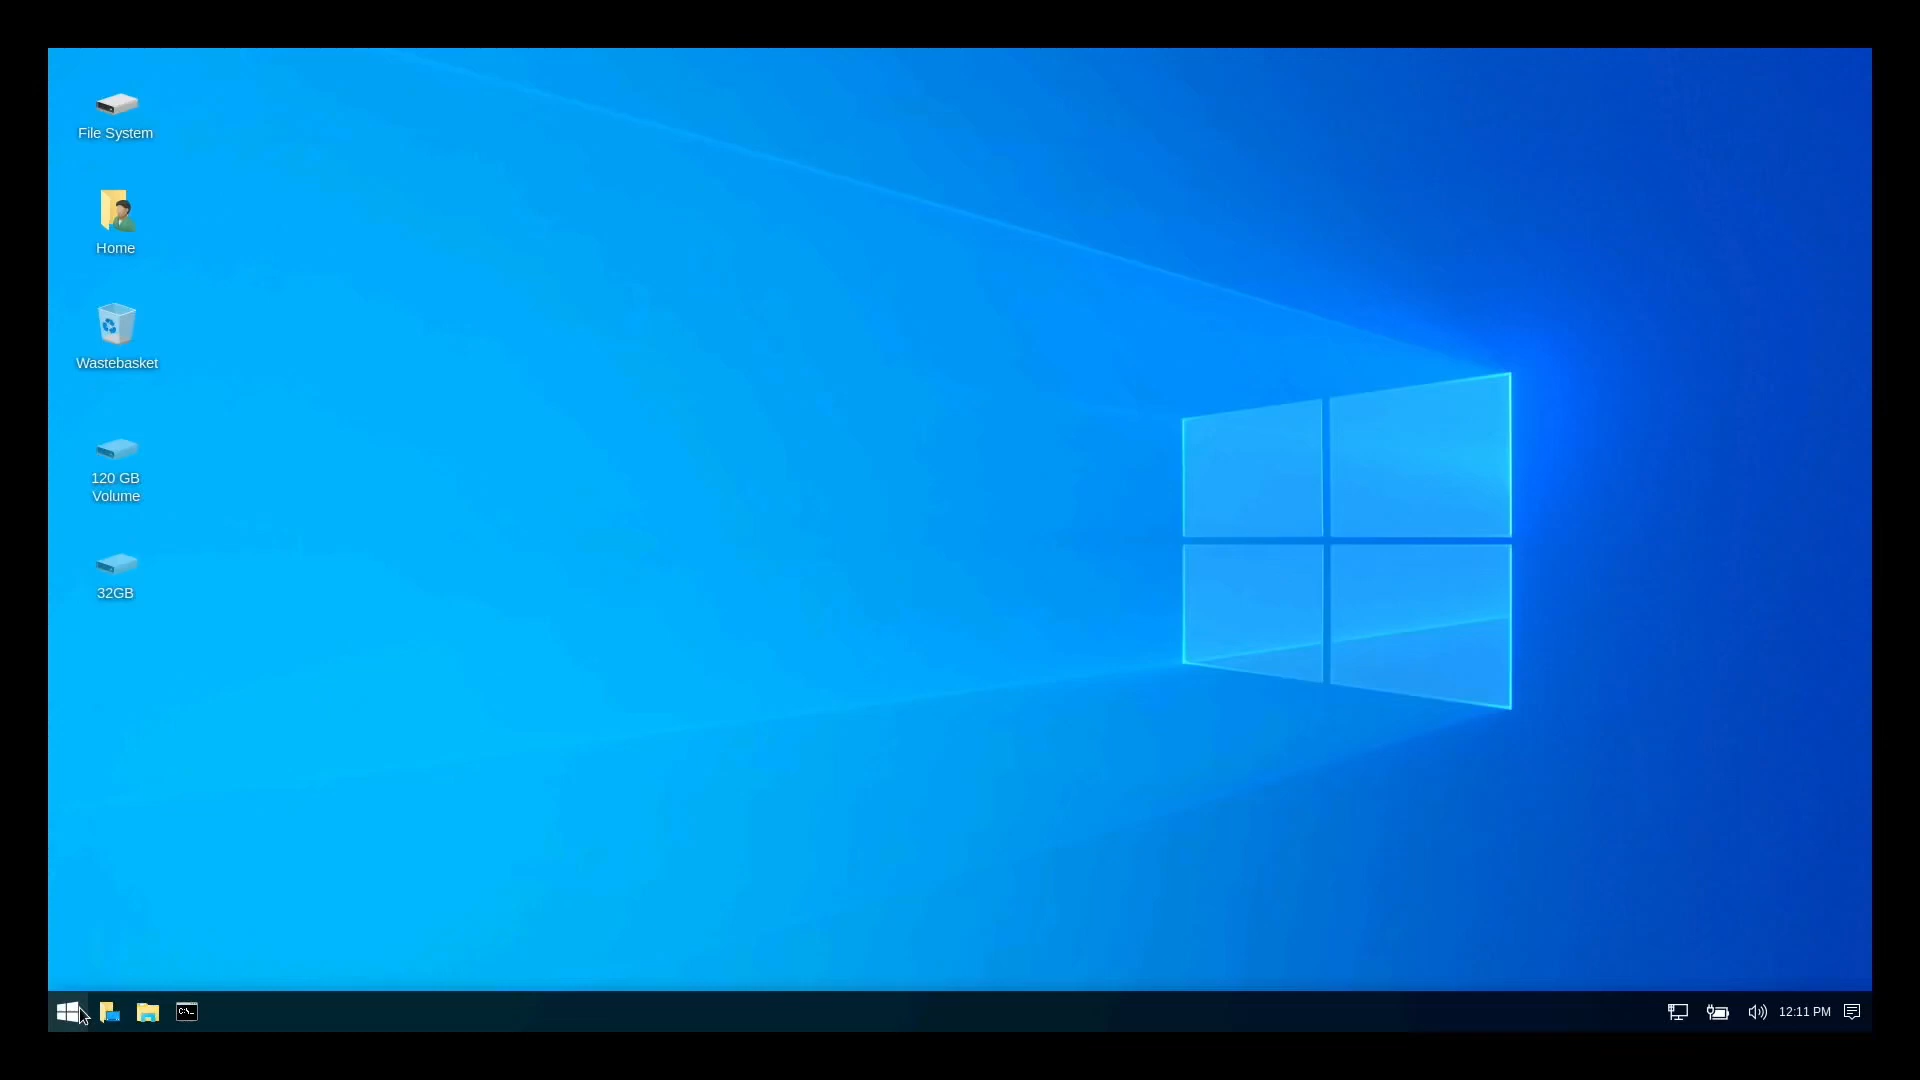 File System
Home
Wastebasket
120 GB
Volume
32GB
C:\._
12:11 PM